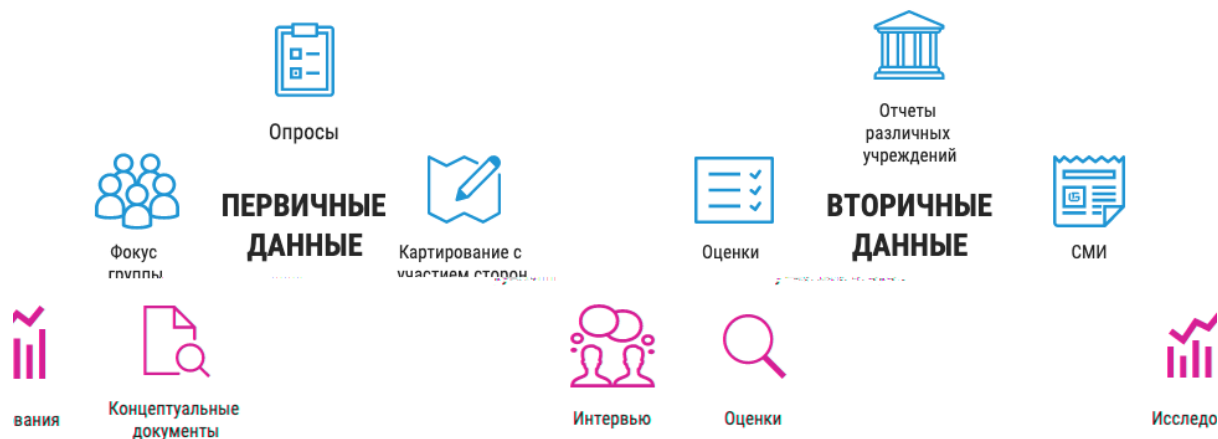 Опросы
Отчеты
различных
учреждений
ПЕРВИЧНЫЕ
ДАННЫЕ
ВТОРИЧНЫЕ
ДАННЫЕ
Фокус
группы
Картирование с
участием сторон
Оценки
СМИ
вания
Концептуальные
документы
Интервью
Оценки
Исследо